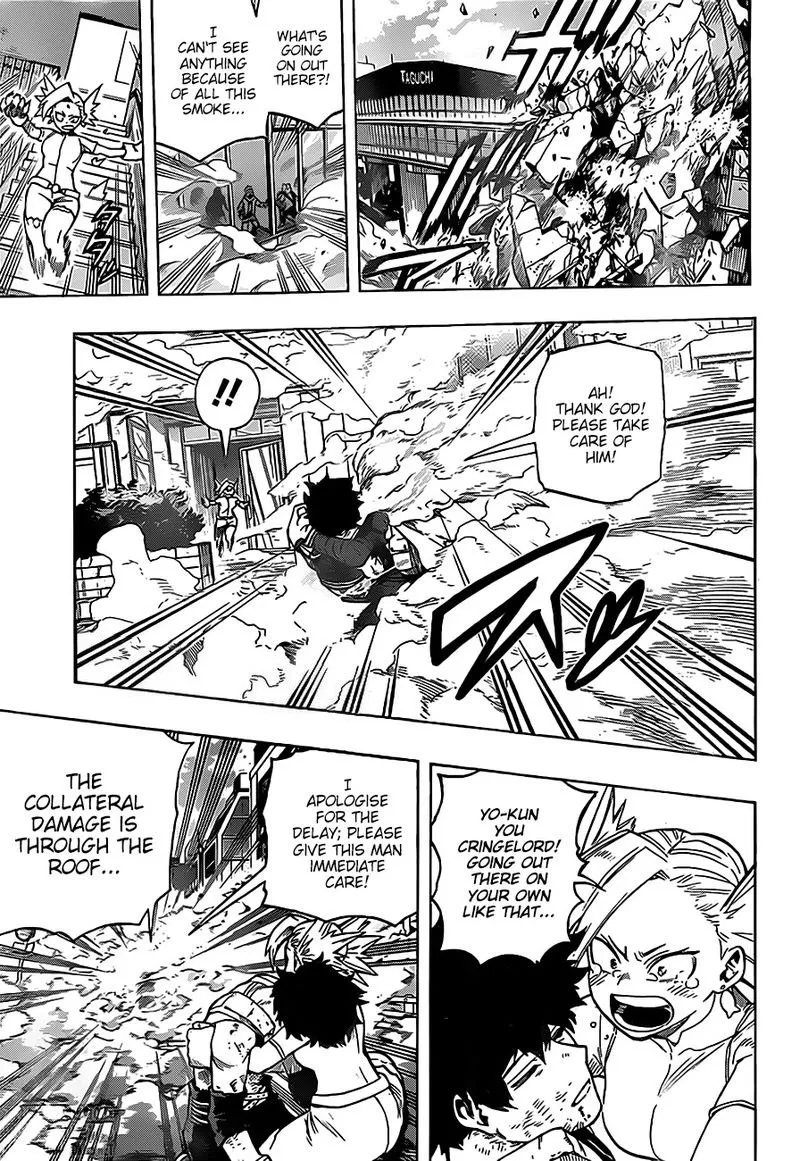 TAGUCHI
WHAT'S
GOING
ON OUT
THERE?!
I
CAN'T SEE
ANYTHING
BECAUSE
OF ALL THIS
SMOKE...
AH!
THANK GOD!
PLEASE TAKE
CARE OF
HIM!
!!
YO-KUN
YOU
CRINGELORD!
GOING OUT
THERE ON
YOUR OWN
LIKE THAT...
I
APOLOGISE
FOR THE
DELAY; PLEASE
GIVE THIS MAN
IMMEDIATE
CARE!
THE
COLLATERAL
DAMAGE IS
THROUGH THE
ROOF...